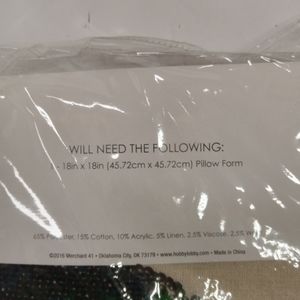 WILL NEED THE FOLLOWING:
- 18in x 18in (45.72cm x 45.72cm) Pillow Form
65% Polyester, 15% Cotton, 10% Acrylic, 5% Linen, 2.5% Viscose, 2.5%
©2016 Merchant 41 • Oklahoma City, OK 73179 • www.hobbylobby.com • Made in China